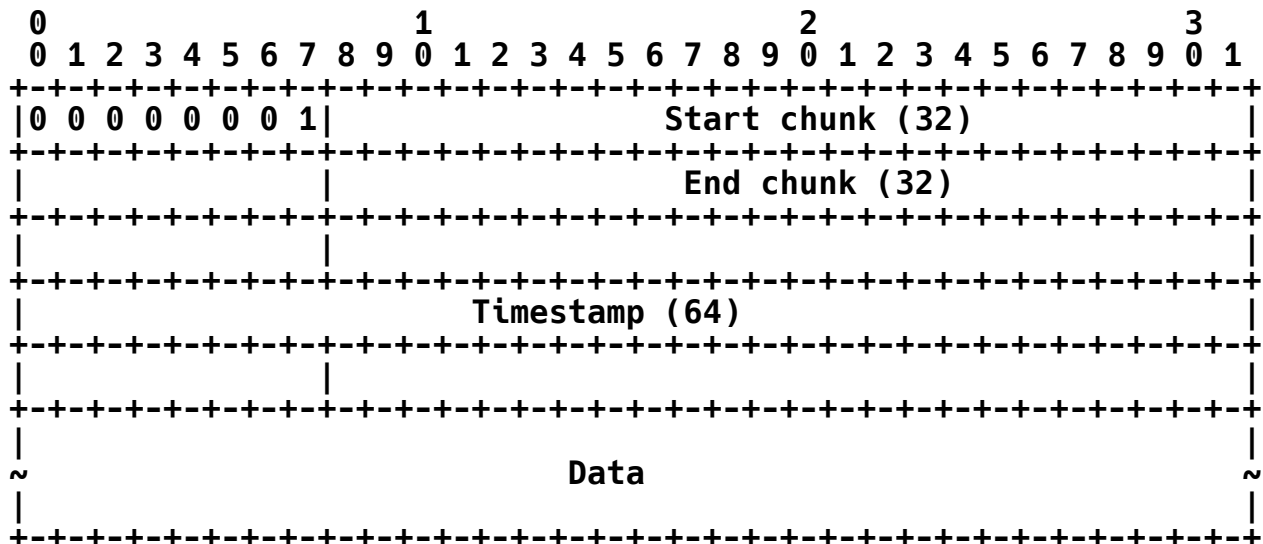 0                   1                   2                   3
 0 1 2 3 4 5 6 7 8 9 0 1 2 3 4 5 6 7 8 9 0 1 2 3 4 5 6 7 8 9 0 1
+-+-+-+-+-+-+-+-+-+-+-+-+-+-+-+-+-+-+-+-+-+-+-+-+-+-+-+-+-+-+-+-+
|0 0 0 0 0 0 0 1|                 Start chunk (32)              |
+-+-+-+-+-+-+-+-+-+-+-+-+-+-+-+-+-+-+-+-+-+-+-+-+-+-+-+-+-+-+-+-+
|               |                  End chunk (32)               |
+-+-+-+-+-+-+-+-+-+-+-+-+-+-+-+-+-+-+-+-+-+-+-+-+-+-+-+-+-+-+-+-+
|               |                                               |
+-+-+-+-+-+-+-+-+-+-+-+-+-+-+-+-+-+-+-+-+-+-+-+-+-+-+-+-+-+-+-+-+
|                       Timestamp (64)                          |
+-+-+-+-+-+-+-+-+-+-+-+-+-+-+-+-+-+-+-+-+-+-+-+-+-+-+-+-+-+-+-+-+
|               |                                               |
+-+-+-+-+-+-+-+-+-+-+-+-+-+-+-+-+-+-+-+-+-+-+-+-+-+-+-+-+-+-+-+-+
|                                                               |
~                            Data                               ~
|                                                               |
+-+-+-+-+-+-+-+-+-+-+-+-+-+-+-+-+-+-+-+-+-+-+-+-+-+-+-+-+-+-+-+-+